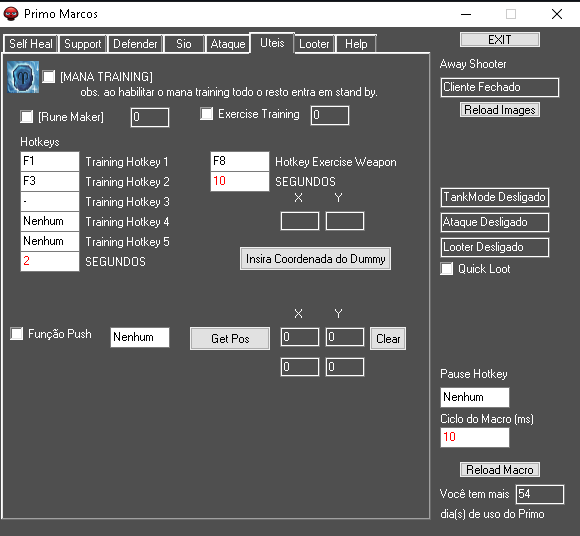 Primo Marcos
Self Heal Support Defender Sio Ataque Uteis Looter Help
EXIT
[MANA TRAINING]
obs. ao habilitar o mana training todo o resto entra em stand by.
Away Shooter
Cliente Fechado
Reload Images
[Rune Maker] 0 Exercise Training 0
Hotkeys
F1 Training Hotkey 1 F8 Hotkey Exercise Weapon
F3 Training Hotkey 2 10 SEGUNDOS
- Training Hotkey 3 X Y
Nenhum Training Hotkey 4
Nenhum Training Hotkey 5
2 SEGUNDOS Insira Coordenada do Dummy
TankMode Desligado
Ataque Desligado
Looter Desligado
Quick Loot
X Y
Função Push Nenhum Get Pos 0 0 Clear
0 0
Pause Hotkey
Nenhum
Ciclo do Macro (ms)
10
Reload Macro
Você tem mais 54
dia(s) de uso do Primo